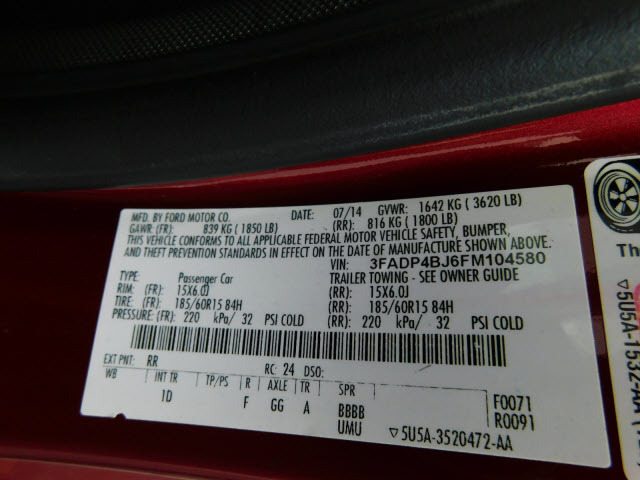 MFD. BY FORD MOTOR CO. DATE: 07/14 GVWR: 1642 KG ( 3620 LB)
GAWR: (FR): 839 KG ( 1850 LB) (RR): 816 KG ( 1800 LB)
THIS VEHICLE CONFORMS TO ALL APPLICABLE FEDERAL MOTOR VEHICLE SAFETY, BUMPER,
AND THEFT PREVENTION STANDARDS IN EFFECT ON THE DATE OF MANUFACTURE SHOWN ABOVE.
VIN: 3FADP4BJ6FM104580
TYPE: Passenger Car TRAILER TOWING - SEE OWNER GUIDE
RIM: (FR): 15X6.0J (RR): 15X6.0J
TIRE: (FR): 185/60R15 84H (RR): 185/60R15 84H
PRESSURE: (FR): 220 kPa/ 32 PSI COLD (RR): 220 kPa/ 32 PSI COLD
EXT PNT: RR RC: 24 DSO:
WB INT TR TP/PS R AXLE TR SPR
1D F GG A BBBB F0071
UMU R0091
▽5U5A-3520472-AA
▽5U5A-1532-AA